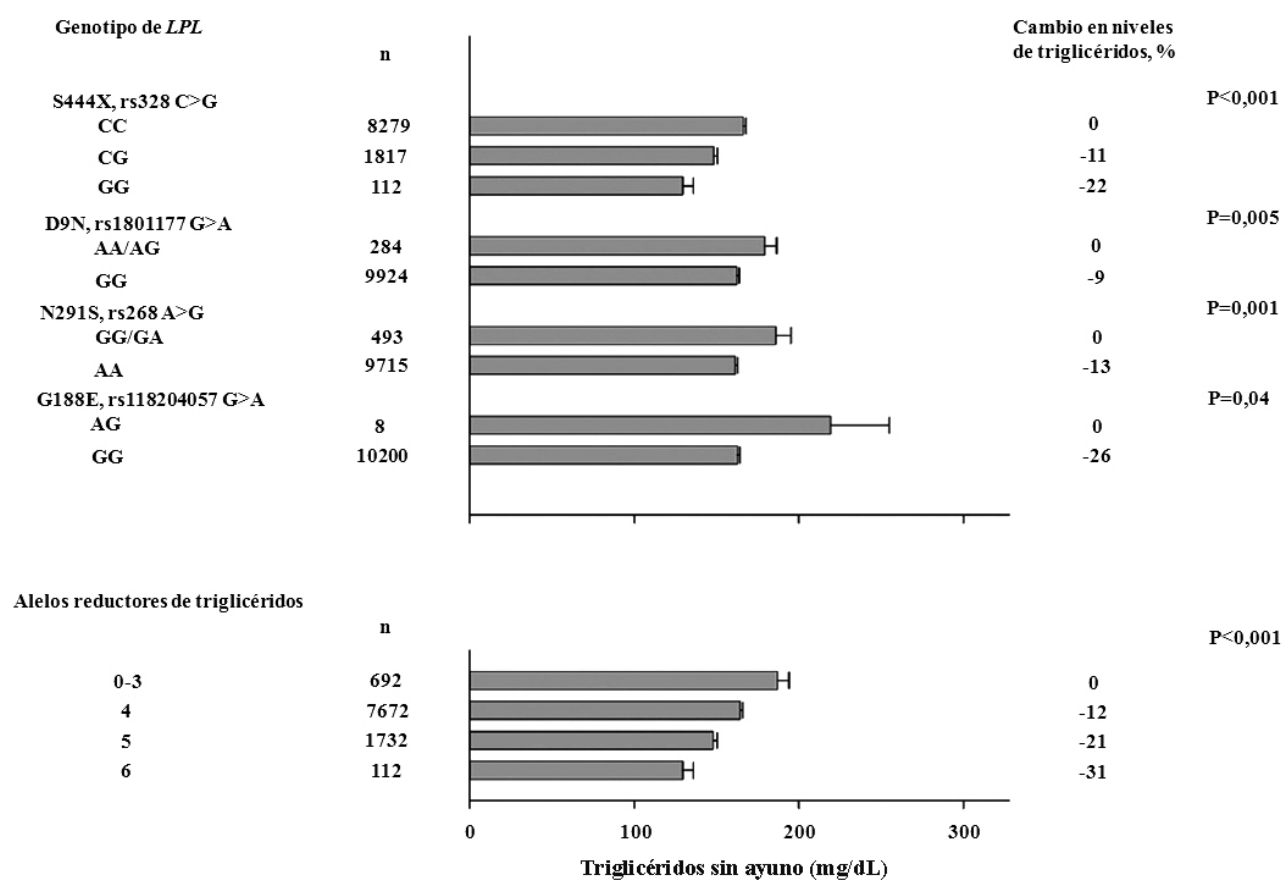 Genotipo de LPL
n
Cambio en niveles
de triglicéridos, %
S444X, rs328 C>G P<0,001
CC 8279 0
CG 1817 -11
GG 112 -22
D9N, rs1801177 G>A P=0,005
AA/AG 284 0
GG 9924 -9
N291S, rs268 A>G P=0,001
GG/GA 493 0
AA 9715 -13
G188E, rs118204057 G>A P=0,04
AG 8 0
GG 10200 -26
Alelos reductores de triglicéridos
n P<0,001
0-3 692 0
4 7672 -12
5 1732 -21
6 112 -31
0 100 200 300
Triglicéridos sin ayuno (mg/dL)